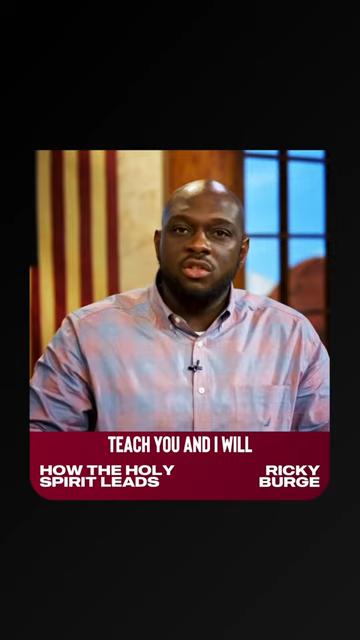 TEACH YOU AND I WILL
HOW THE HOLY
SPIRIT LEADS
RICKY
BURGE